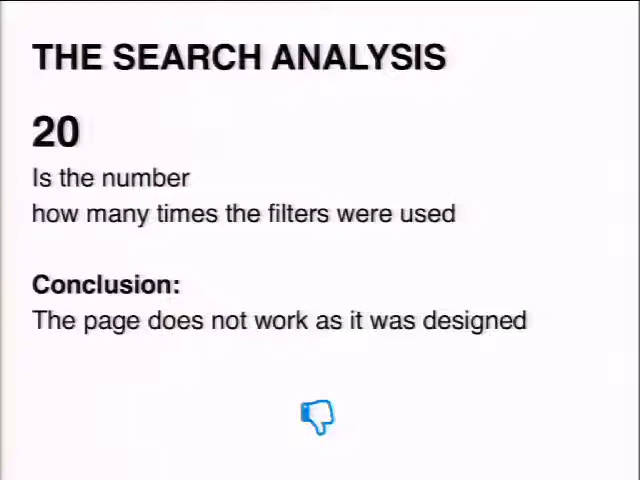 THE SEARCH ANALYSIS
20
Is the number
how many times the filters were used
Conclusion:
The page does not work as it was designed